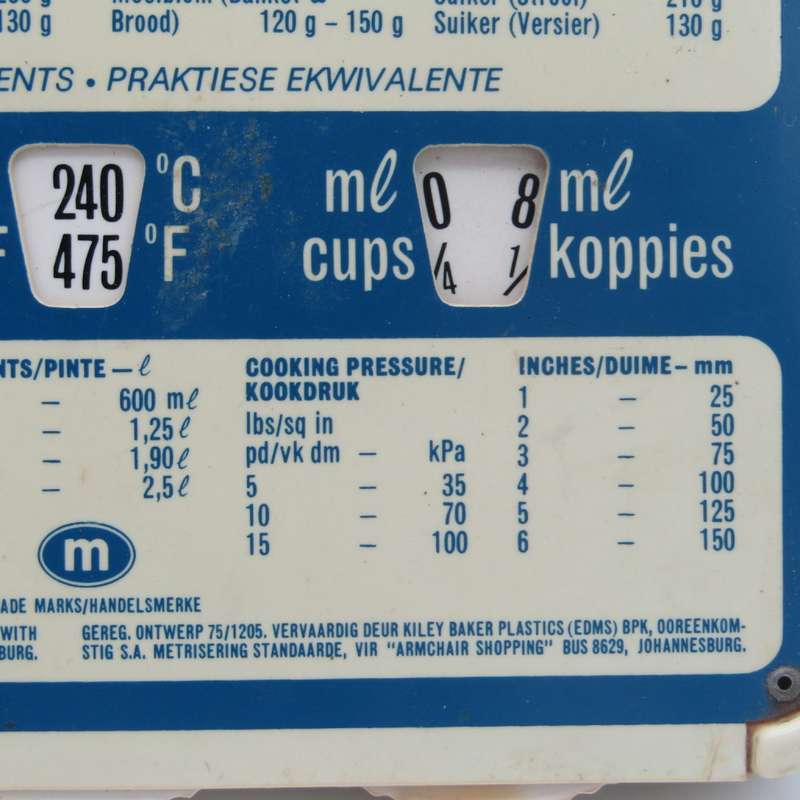 130 g Brood) 120 g – 150 g Suiker (Versier) 130 g
ENTS • PRAKTIESE EKWIVALENTE
240 °C
F 475 °F
mℓ 0 8 mℓ
cups /4 1/ koppies
NTS/PINTE – ℓ
– 600 mℓ
– 1,25 ℓ
– 1,90 ℓ
– 2,5 ℓ
m
COOKING PRESSURE/
KOOKDRUK
lbs/sq in
pd/vk dm – kPa
5 – 35
10 – 70
15 – 100
INCHES/DUIME – mm
1 – 25
2 – 50
3 – 75
4 – 100
5 – 125
6 – 150
ADE MARKS/HANDELSMERKE
WITH
BURG.
GEREG. ONTWERP 75/1205. VERVAARDIG DEUR KILEY BAKER PLASTICS (EDMS) BPK, OOREENKOM-
STIG S.A. METRISERING STANDAARDE, VIR "ARMCHAIR SHOPPING" BUS 8629, JOHANNESBURG.